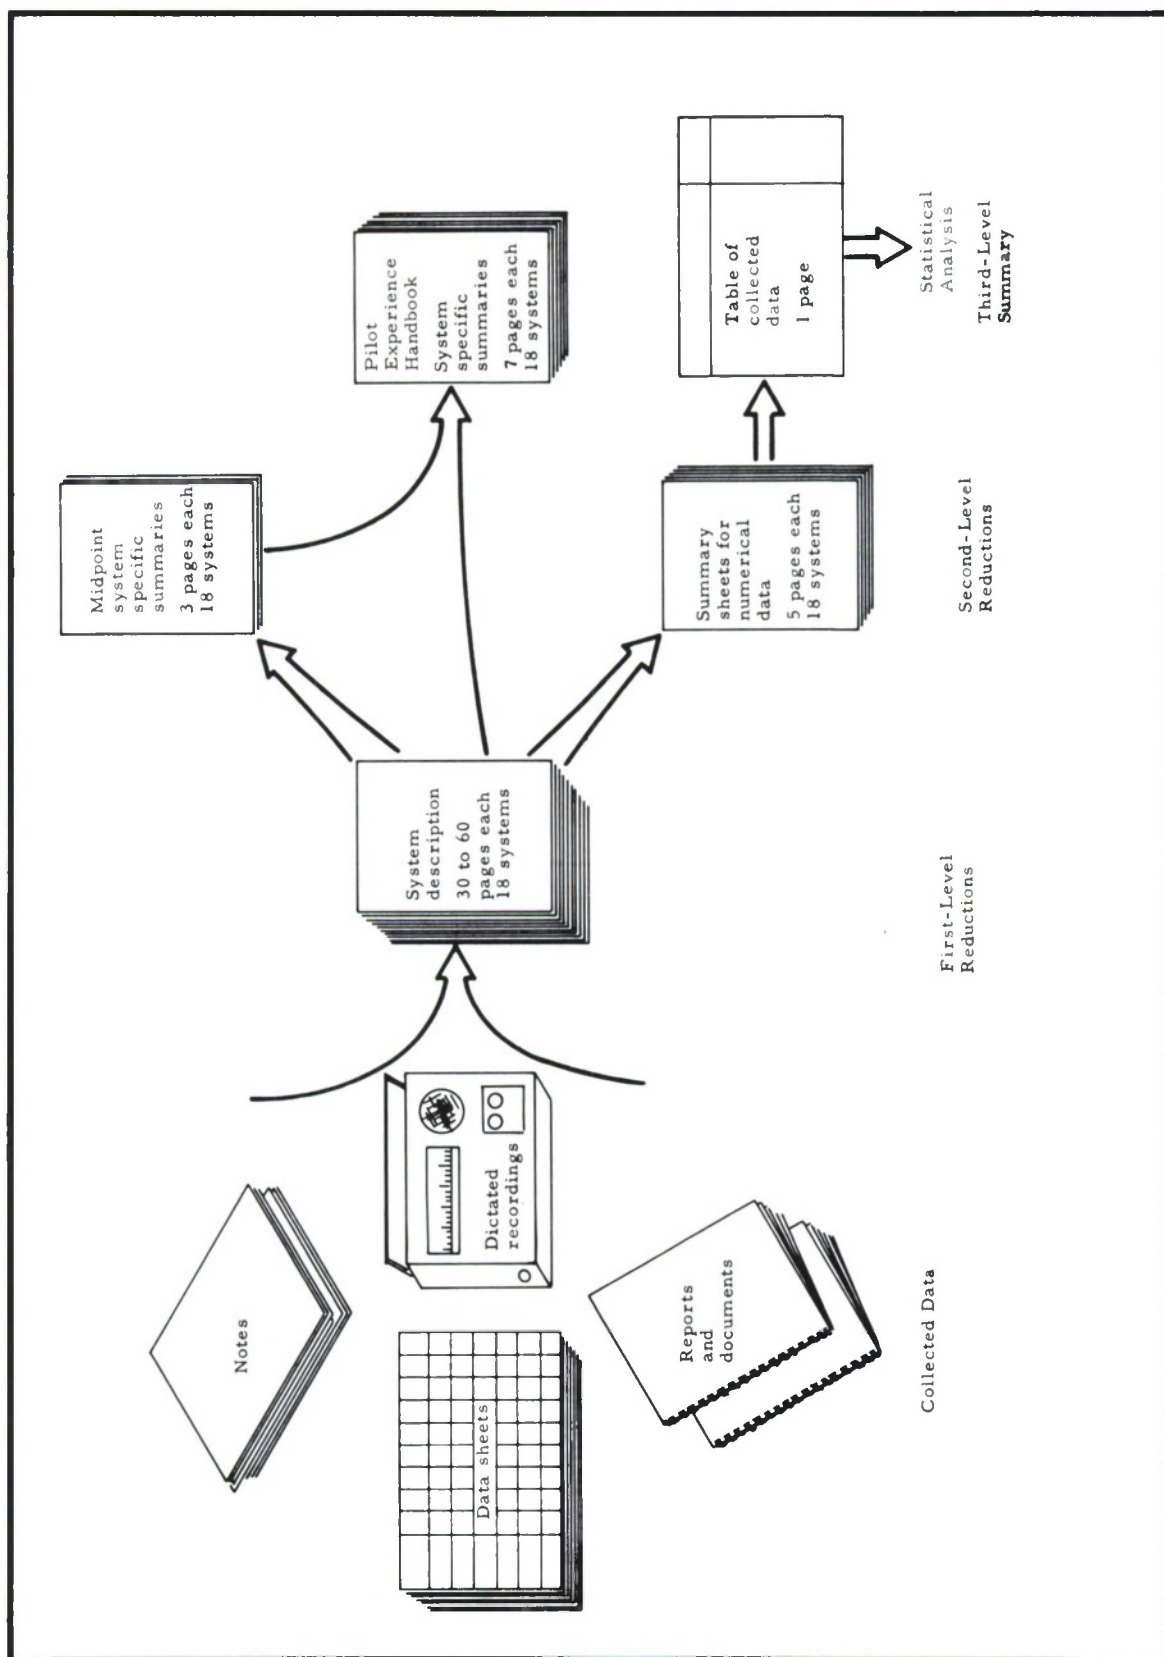 Notes
Data sheets
Dictated
recordings
Reports
and
documents
Collected Data
System
description
30 to 60
pages each
18 systems
First-Level
Reductions
Midpoint
system
specific
summaries
3 pages each
18 systems
Summary
sheets for
numerical
data
5 pages each
18 systems
Second-Level
Reductions
Pilot
Experience
Handbook
System
specific
summaries
7 pages each
18 systems
Table of
collected
data
1 page
Statistical
Analysis
Third-Level
Summary